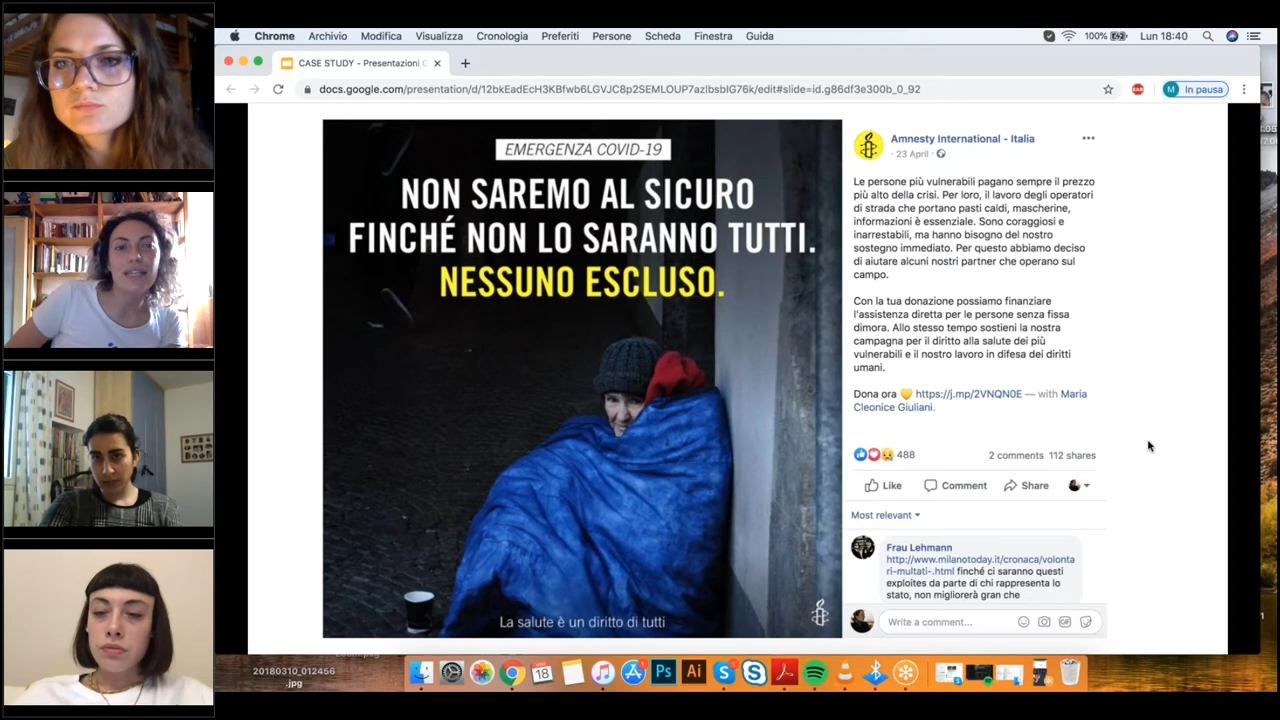 Chrome Archivio Modifica Visualizza Cronologia Preferiti Persone Scheda Finestra Guida 100% Lun 18:40
CASE STUDY - Presentazioni G
docs.google.com/presentation/d/12bkEadEcH3KBfwb6LGVJC8p2SEMLOUP7azlbsblG76k/edit#slide=id.g86df3e300b_0_92
M In pausa
EMERGENZA COVID-19
NON SAREMO AL SICURO
FINCHÉ NON LO SARANNO TUTTI.
NESSUNO ESCLUSO.
La salute è un diritto di tutti
Amnesty International - Italia
· 23 April ·
Le persone più vulnerabili pagano sempre il prezzo
più alto della crisi. Per loro, il lavoro degli operatori
di strada che portano pasti caldi, mascherine,
informazioni è essenziale. Sono coraggiosi e
inarrestabili, ma hanno bisogno del nostro
sostegno immediato. Per questo abbiamo deciso
di aiutare alcuni nostri partner che operano sul
campo.
Con la tua donazione possiamo finanziare
l'assistenza diretta per le persone senza fissa
dimora. Allo stesso tempo sostieni la nostra
campagna per il diritto alla salute dei più
vulnerabili e il nostro lavoro in difesa dei diritti
umani.
Dona ora 💛 https://j.mp/2VNQN0E — with Maria
Cleonice Giuliani.
488 2 comments 112 shares
Like Comment Share
Most relevant
Frau Lehmann
http://www.milanotoday.it/cronaca/volonta
ri-multati-.html finché ci saranno questi
exploites da parte di chi rappresenta lo
stato, non migliorerà gran che
Write a comment...
GIF
20180310_012456
.jpg
18
Ps
Ai